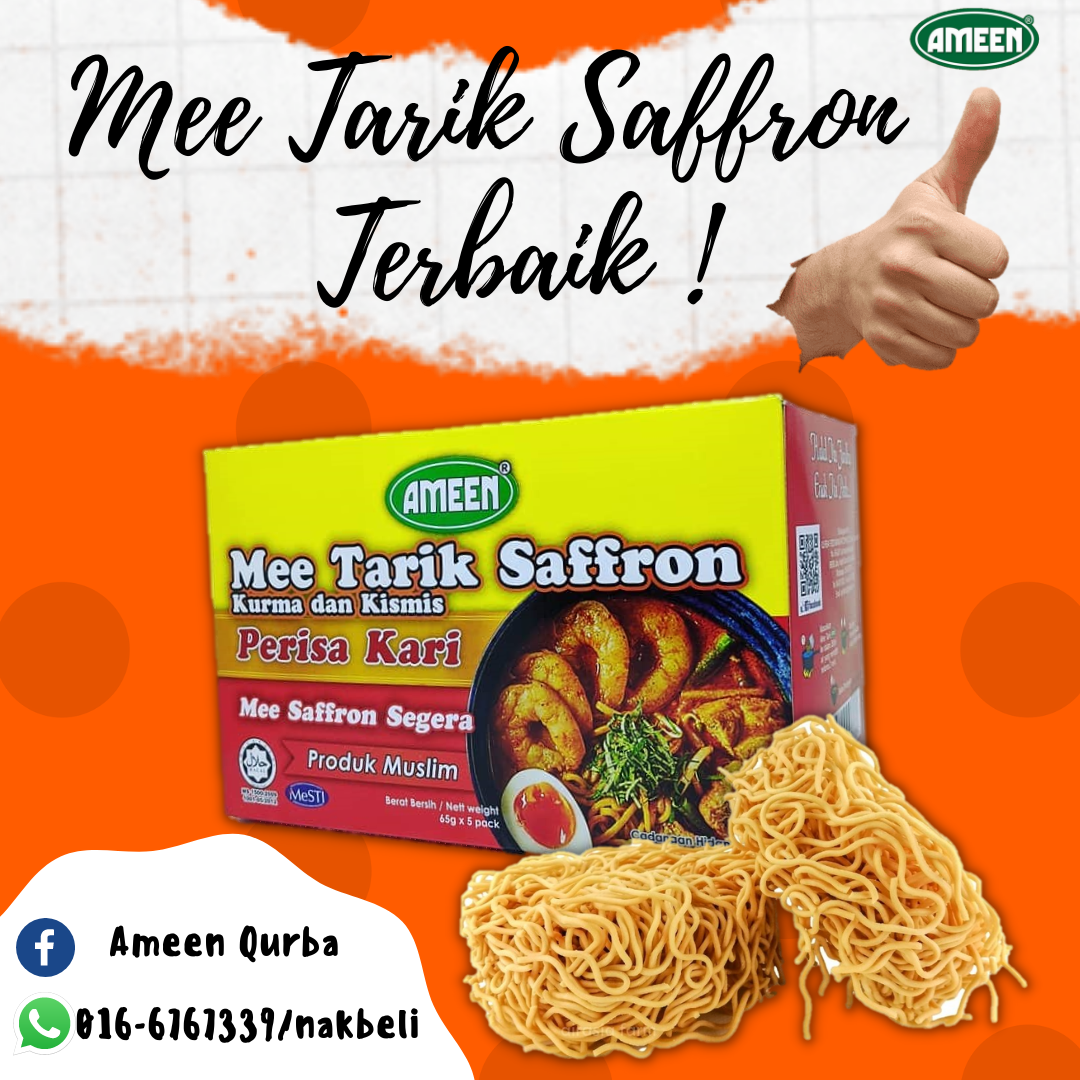 AMEEN®
Mee Tarik Saffron
Terbaik !
AMEEN®
Mee Tarik Saffron
Kurma dan Kismis
Perisa Kari
Mee Saffron Segera
Produk Muslim
MeSTI
Berat Bersih / Nett weight
65g x 5 pack
Ameen Qurba
016-6767339/nakbeli